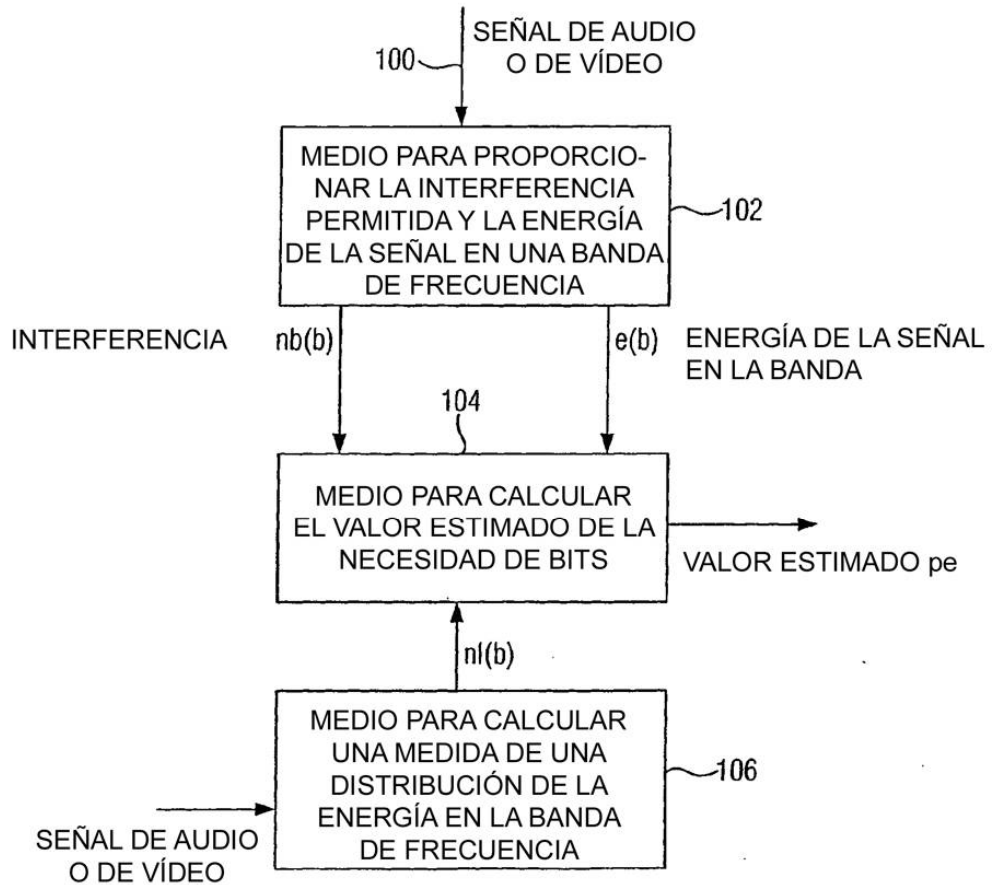 SEÑAL DE AUDIO
O DE VÍDEO
100
MEDIO PARA PROPORCIO-
NAR LA INTERFERENCIA
PERMITIDA Y LA ENERGÍA
DE LA SEÑAL EN UNA BANDA
DE FRECUENCIA
102
INTERFERENCIA
nb(b)
e(b)
ENERGÍA DE LA SEÑAL
EN LA BANDA
104
MEDIO PARA CALCULAR
EL VALOR ESTIMADO DE LA
NECESIDAD DE BITS
VALOR ESTIMADO pe
nl(b)
MEDIO PARA CALCULAR
UNA MEDIDA DE UNA
DISTRIBUCIÓN DE LA
ENERGÍA EN LA BANDA
DE FRECUENCIA
106
SEÑAL DE AUDIO
O DE VÍDEO